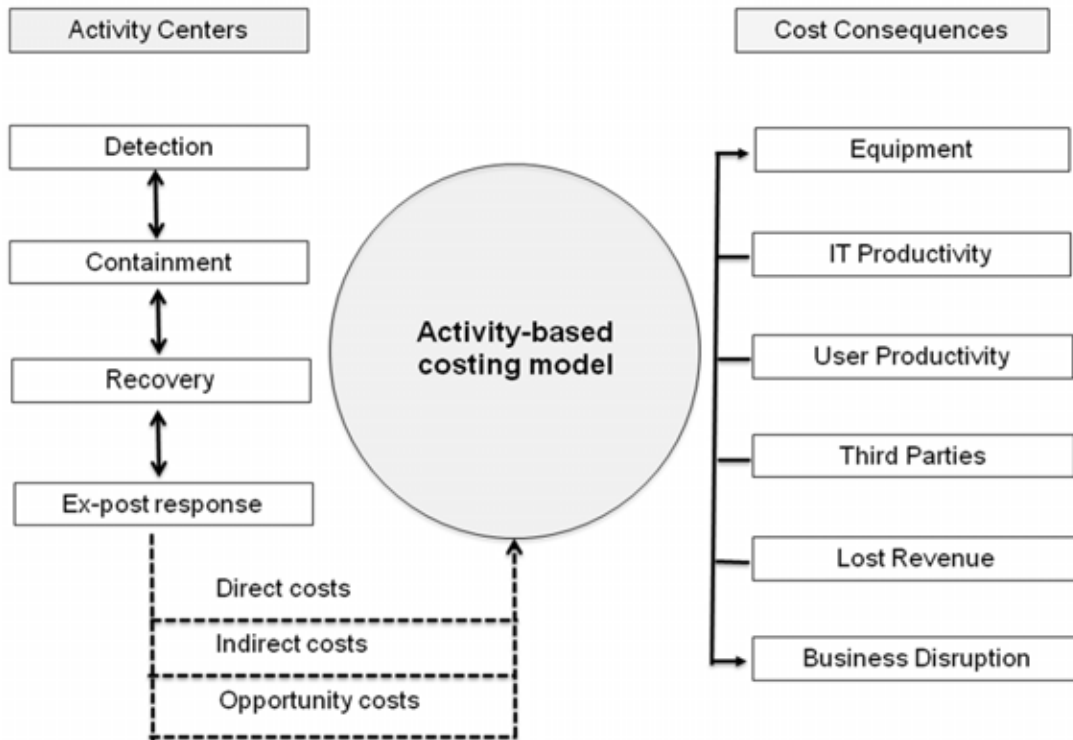 Activity Centers
Cost Consequences
Detection
Containment
Recovery
Ex-post response
Direct costs
Indirect costs
Opportunity costs
Activity-based
costing model
Equipment
IT Productivity
User Productivity
Third Parties
Lost Revenue
Business Disruption